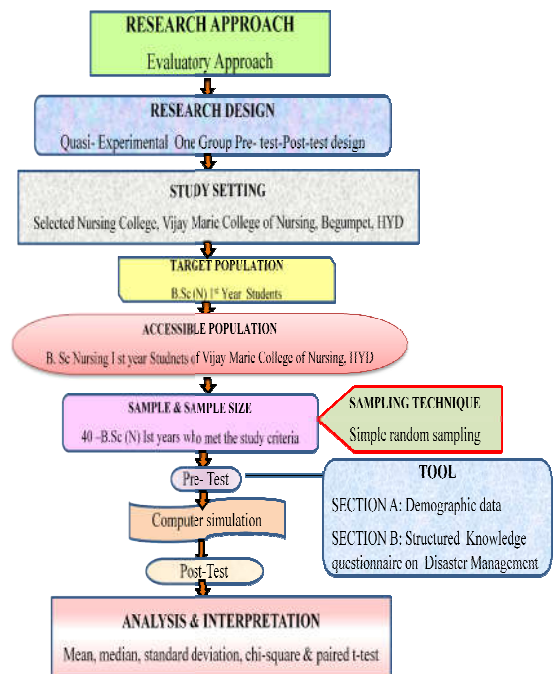 RESEARCH APPROACH
Evaluatory Approach
RESEARCH DESIGN
Quasi- Experimental One Group Pre- test-Post-test design
STUDY SETTING
Selected Nursing College, Vijay Marie College of Nursing, Begumpet, HYD
TARGET POPULATION
B.Sc (N) 1st Year Students
ACCESSIBLE POPULATION
B. Sc Nursing I st year Studnets of Vijay Marie College of Nursing, HYD
SAMPLE & SAMPLE SIZE
40 –B.Sc (N) Ist years who met the study criteria
SAMPLING TECHNIQUE
Simple random sampling
Pre- Test
TOOL
SECTION A: Demographic data
SECTION B: Structured Knowledge
questionnaire on Disaster Management
Computer simulation
Post-Test
ANALYSIS & INTERPRETATION
Mean, median, standard deviation, chi-square & paired t-test